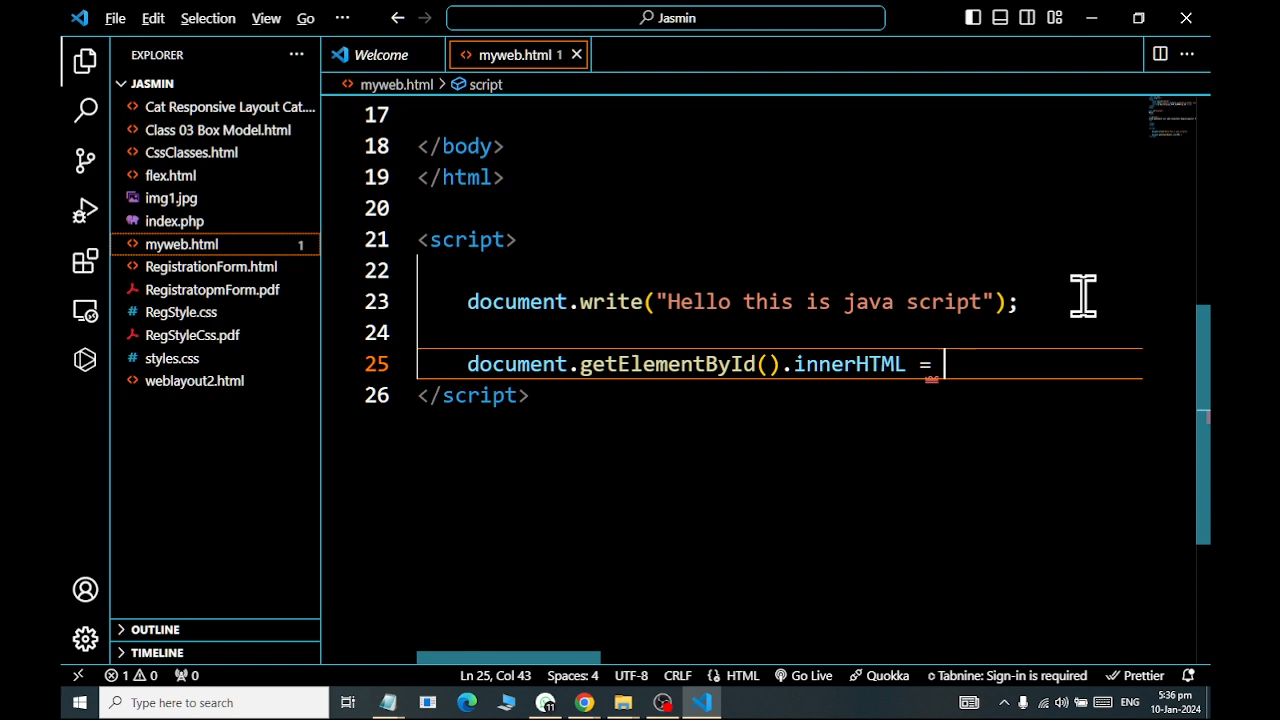 File Edit Selection View Go ... Jasmin
EXPLORER ...
Welcome
myweb.html 1
myweb.html > script
JASMIN
Cat Responsive Layout Cat....
Class 03 Box Model.html
CssClasses.html
flex.html
img1.jpg
index.php
myweb.html 1
RegistrationForm.html
RegistratopmForm.pdf
RegStyle.css
RegStyleCss.pdf
styles.css
weblayout2.html
OUTLINE
TIMELINE
17
18 </body>
19 </html>
20
21 <script>
22
23 document.write("Hello this is java script");
24
25 document.getElementById().innerHTML =
26 </script>
1 0 0 Ln 25, Col 43 Spaces: 4 UTF-8 CRLF {} HTML Go Live Quokka Tabnine: Sign-in is required Prettier
Type here to search
ENG
5:36 pm
10-Jan-2024